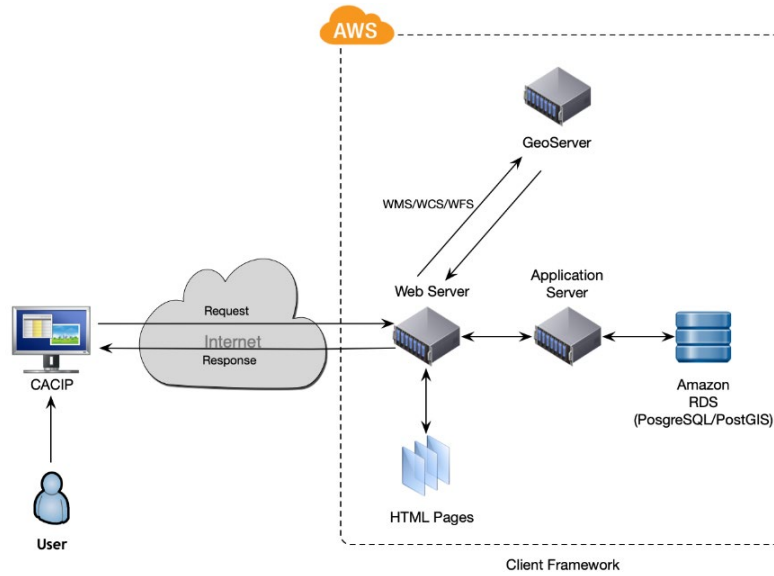 AWS
GeoServer
WMS/WCS/WFS
Web Server
Application
Server
Request
Internet
Response
CACIP
Amazon
RDS
(PosgreSQL/PostGIS)
HTML Pages
User
Client Framework